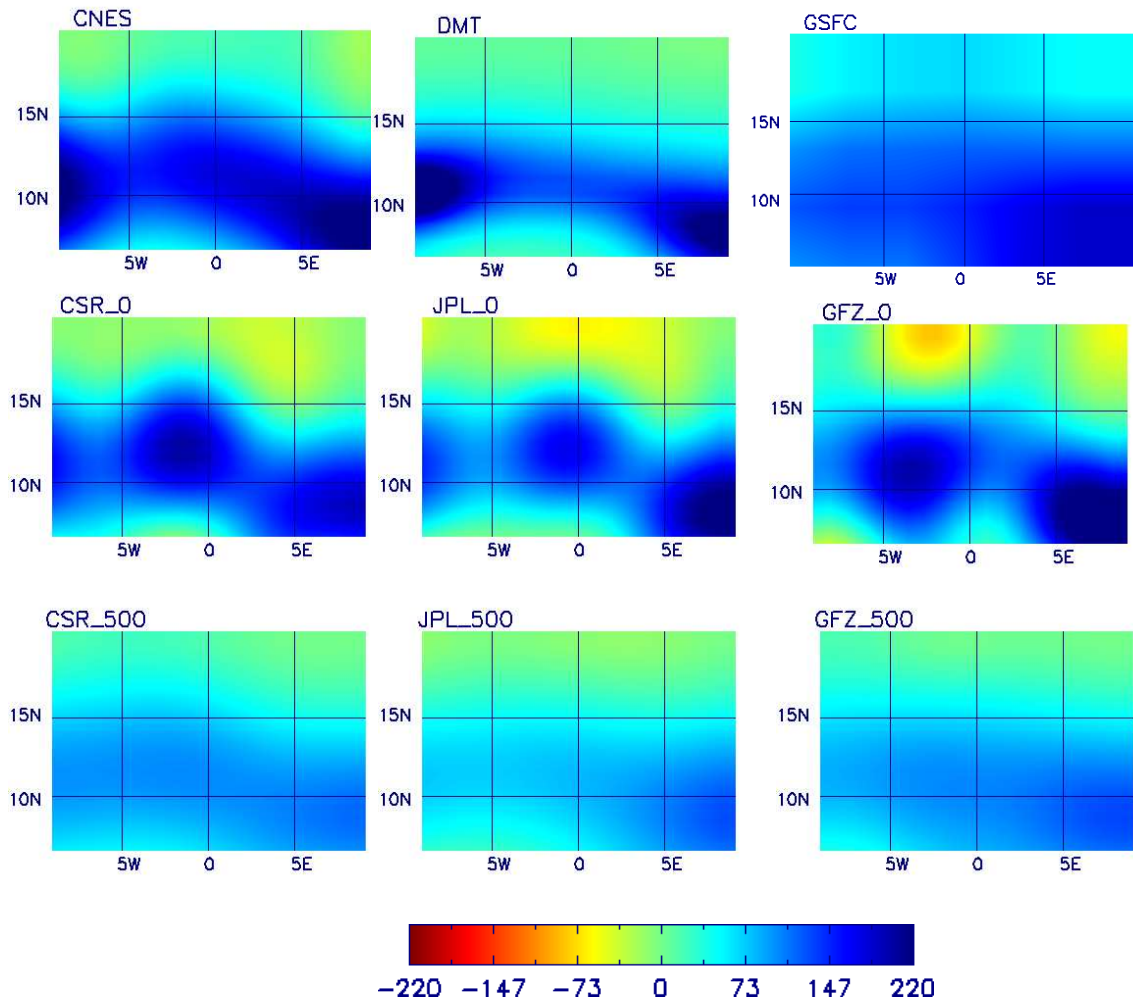 CNES DMT GSFC
15N 15N 15N
10N 10N 10N
5W 0 5E 5W 0 5E 5W 0 5E
CSR_0 JPL_0 GFZ_0
15N 15N 15N
10N 10N 10N
5W 0 5E 5W 0 5E 5W 0 5E
CSR_500 JPL_500 GFZ_500
15N 15N 15N
10N 10N 10N
5W 0 5E 5W 0 5E 5W 0 5E
-220 -147 -73 0 73 147 220